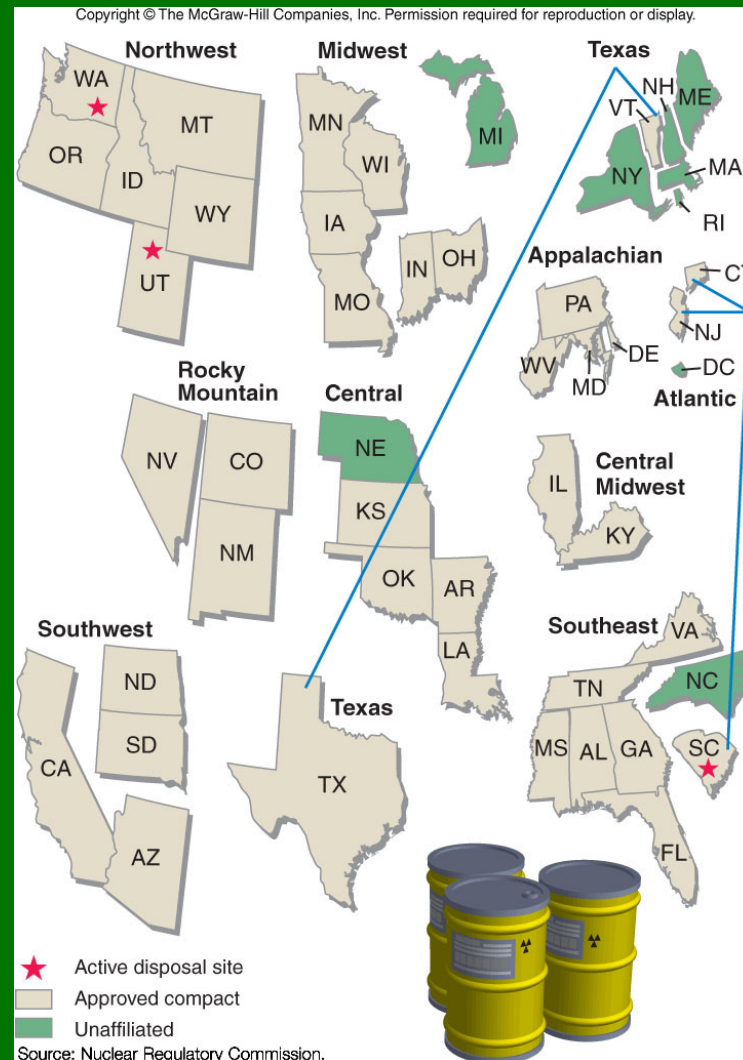 Copyright © The McGraw-Hill Companies, Inc. Permission required for reproduction or display.
Northwest
WA
MT
OR
ID
WY
UT
Midwest
MN
WI
MI
IA
MO
IN
OH
Texas
NH
VT
ME
NY
MA
RI
Appalachian
PA
WV
MD
DE
CT
NJ
DC
Atlantic
Rocky
Mountain
NV
CO
NM
Central
NE
KS
OK
AR
LA
Central
Midwest
IL
KY
Southwest
ND
SD
CA
AZ
Texas
TX
Southeast
VA
TN
NC
MS
AL
GA
SC
FL
Active disposal site
Approved compact
Unaffiliated
Source: Nuclear Regulatory Commission.